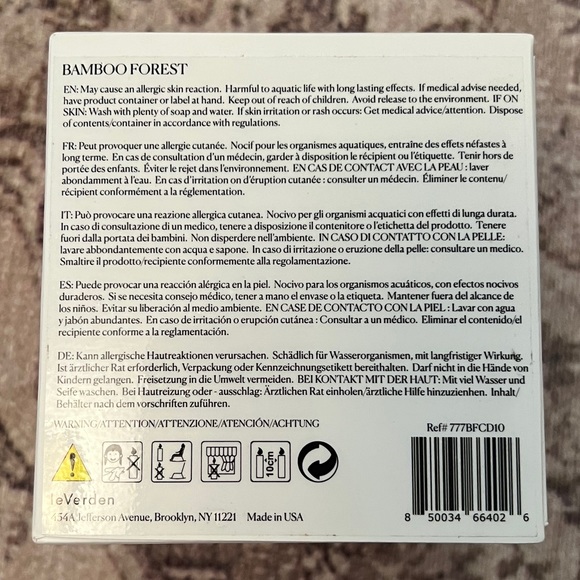 BAMBOO FOREST
EN: May cause an allergic skin reaction. Harmful to aquatic life with long lasting effects. If medical advise needed,
have product container or label at hand. Keep out of reach of children. Avoid release to the environment. IF ON
SKIN: Wash with plenty of soap and water. If skin irritation or rash occurs: Get medical advice/attention. Dispose
of contents/container in accordance with regulations.
FR: Peut provoquer une allergie cutanée. Nocif pour les organismes aquatiques, entraîne des effets néfastes à
long terme. En cas de consultation d'un médecin, garder à disposition le récipient ou l'étiquette. Tenir hors de
portée des enfants. Éviter le rejet dans l'environnement. EN CAS DE CONTACT AVEC LA PEAU : laver
abondamment à l'eau. En cas d'irritation ou d'éruption cutanée : consulter un médecin. Éliminer le contenu/
récipient conformément à la réglementation.
IT: Può provocare una reazione allergica cutanea. Nocivo per gli organismi acquatici con effetti di lunga durata.
In caso di consultazione di un medico, tenere a disposizione il contenitore o l'etichetta del prodotto. Tenere
fuori dalla portata dei bambini. Non disperdere nell'ambiente. IN CASO DI CONTATTO CON LA PELLE:
lavare abbondantemente con acqua e sapone. In caso di irritazione o eruzione della pelle: consultare un medico.
Smaltire il prodotto/recipiente conformemente alla regolamentazione.
ES: Puede provocar una reacción alérgica en la piel. Nocivo para los organismos acuáticos, con efectos nocivos
duraderos. Si se necesita consejo médico, tener a mano el envase o la etiqueta. Mantener fuera del alcance de
los niños. Evitar su liberación al medio ambiente. EN CASE DE CONTACTO CON LA PIEL : Lavar con agua
y jabón abundantes. En caso de irritación o erupción cutánea : Consultar a un médico. Eliminar el contenido/el
recipiente conforme a la reglamentación.
DE: Kann allergische Hautreaktionen verursachen. Schädlich für Wasserorganismen, mit langfristiger Wirkung.
Ist ärztlicher Rat erforderlich, Verpackung oder Kennzeichnungsetikett bereithalten. Darf nicht in die Hände von
Kindern gelangen. Freisetzung in die Umwelt vermeiden. BEI KONTAKT MIT DER HAUT: Mit viel Wasser und
Seife waschen. Bei Hautreizung oder - ausschlag: Ärztlichen Rat einholen/ärztliche Hilfe hinzuziehen. Inhalt/
Behälter nach dem vorschriften zuführen.
WARNING/ATTENTION/ATTENZIONE/ATENCIÓN/ACHTUNG
Ref# 777BFCD10
10cm
leVerden
454A Jefferson Avenue, Brooklyn, NY 11221 Made in USA
8 50034 66402 6